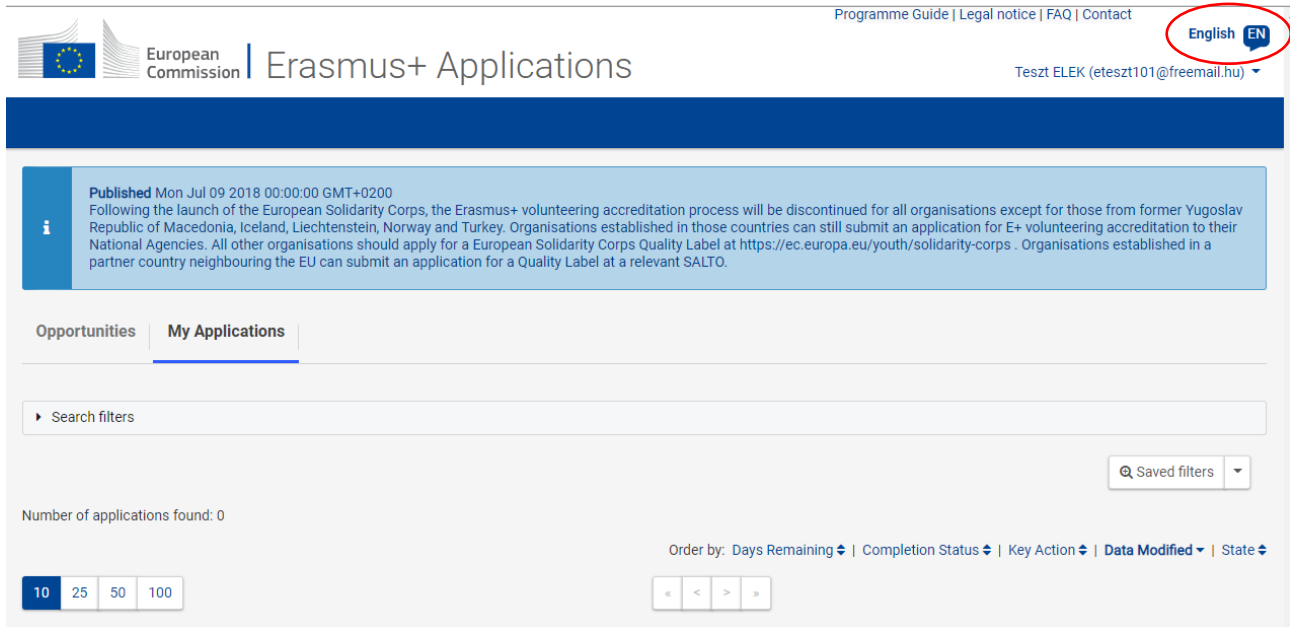 Programme Guide | Legal notice | FAQ | Contact
English EN
European
Commission
Erasmus+ Applications
Teszt ELEK (eteszt101@freemail.hu)
i
Published Mon Jul 09 2018 00:00:00 GMT+0200
Following the launch of the European Solidarity Corps, the Erasmus+ volunteering accreditation process will be discontinued for all organisations except for those from former Yugoslav
Republic of Macedonia, Iceland, Liechtenstein, Norway and Turkey. Organisations established in those countries can still submit an application for E+ volunteering accreditation to their
National Agencies. All other organisations should apply for a European Solidarity Corps Quality Label at https://ec.europa.eu/youth/solidarity-corps . Organisations established in a
partner country neighbouring the EU can submit an application for a Quality Label at a relevant SALTO.
Opportunities My Applications
Search filters
Saved filters
Number of applications found: 0
Order by: Days Remaining | Completion Status | Key Action | Data Modified | State
10 25 50 100 « < > »